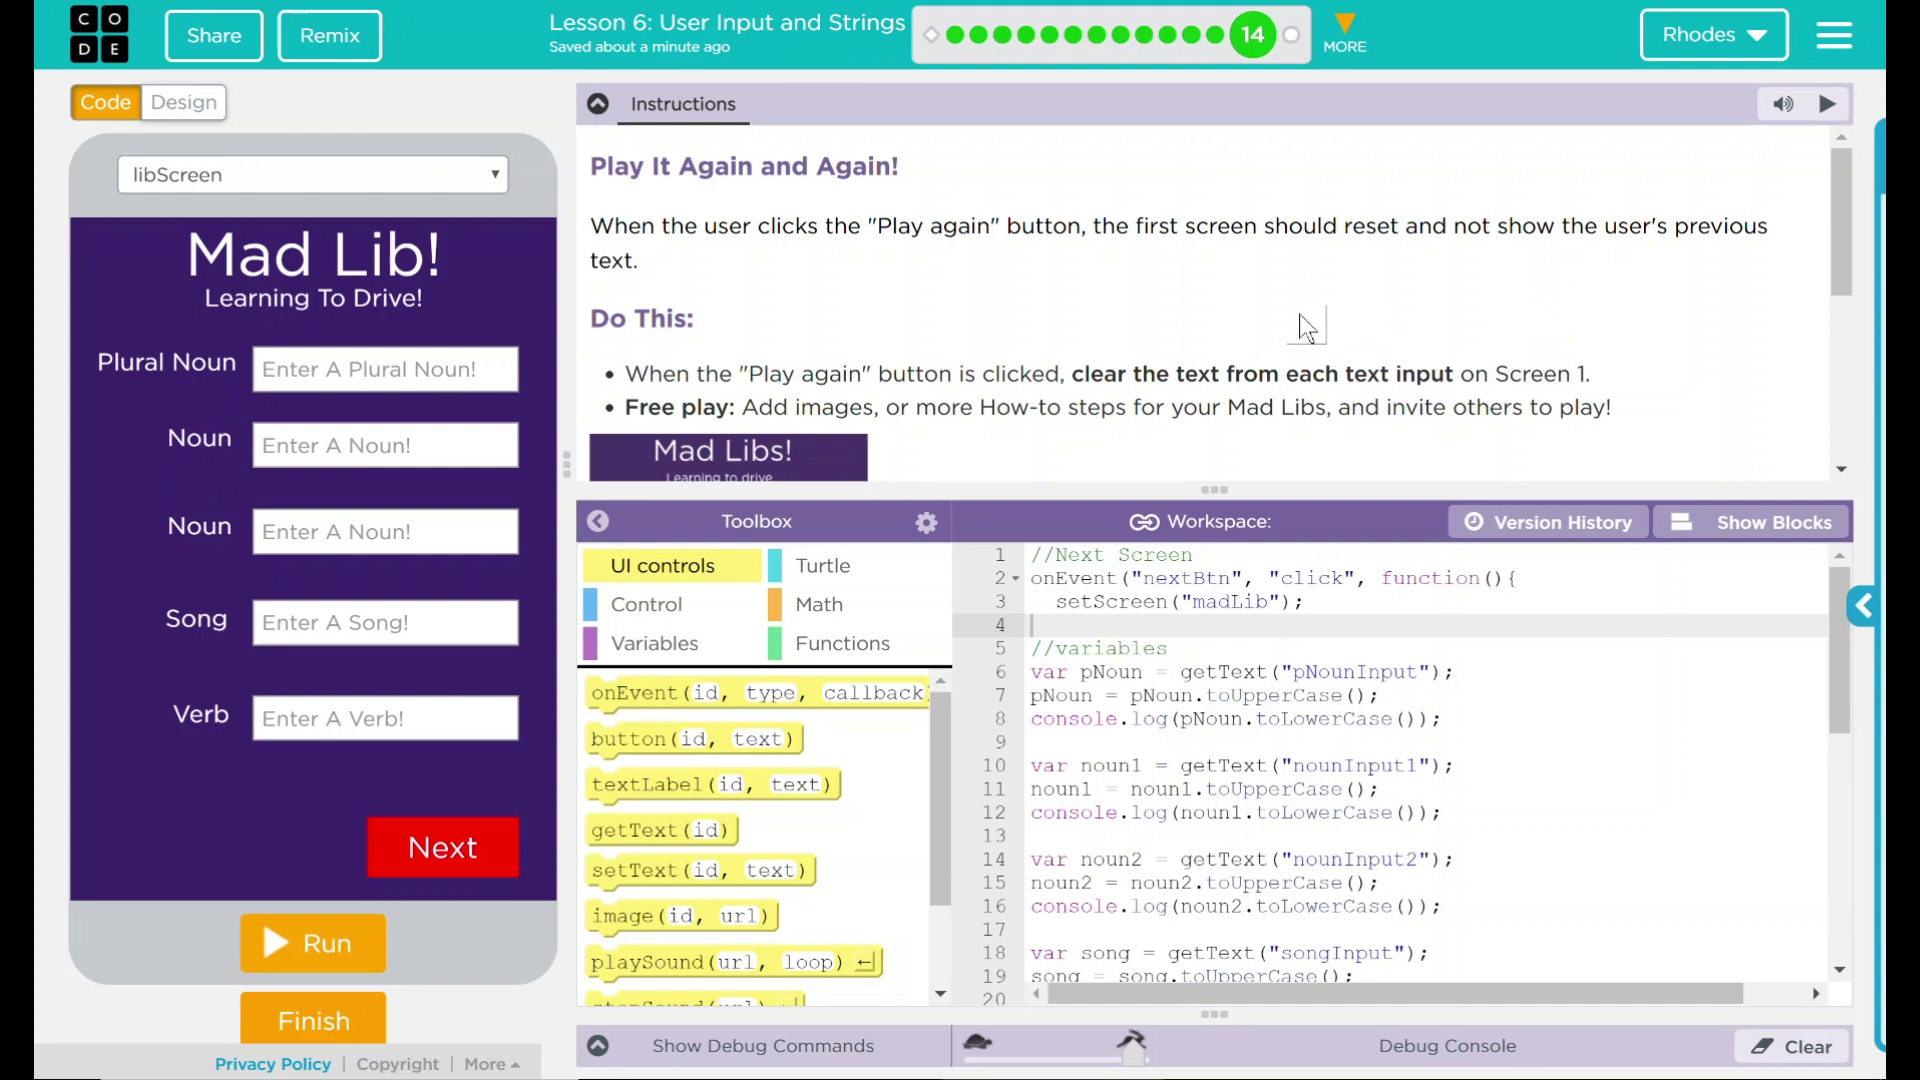 C O
D E
Share
Remix
Lesson 6: User Input and Strings
Saved about a minute ago
14
MORE
Rhodes
Code
Design
libScreen
Mad Lib!
Learning To Drive!
Plural Noun
Enter A Plural Noun!
Noun
Enter A Noun!
Noun
Enter A Noun!
Song
Enter A Song!
Verb
Enter A Verb!
Next
Run
Finish
Privacy Policy | Copyright | More
Instructions
Play It Again and Again!
When the user clicks the "Play again" button, the first screen should reset and not show the user's previous
text.
Do This:
• When the "Play again" button is clicked, clear the text from each text input on Screen 1.
• Free play: Add images, or more How-to steps for your Mad Libs, and invite others to play!
Mad Libs!
Learning to drive
Toolbox
UI controls
Turtle
Control
Math
Variables
Functions
onEvent(id, type, callback)
button(id, text)
textLabel(id, text)
getText(id)
setText(id, text)
image(id, url)
playSound(url, loop)
Workspace:
Version History
Show Blocks
1 //Next Screen
2 onEvent("nextBtn", "click", function(){
3 setScreen("madLib");
4
5 //variables
6 var pNoun = getText("pNounInput");
7 pNoun = pNoun.toUpperCase();
8 console.log(pNoun.toLowerCase());
9
10 var noun1 = getText("nounInput1");
11 noun1 = noun1.toUpperCase();
12 console.log(noun1.toLowerCase());
13
14 var noun2 = getText("nounInput2");
15 noun2 = noun2.toUpperCase();
16 console.log(noun2.toLowerCase());
17
18 var song = getText("songInput");
19 song = song.toUpperCase();
20
Show Debug Commands
Debug Console
Clear